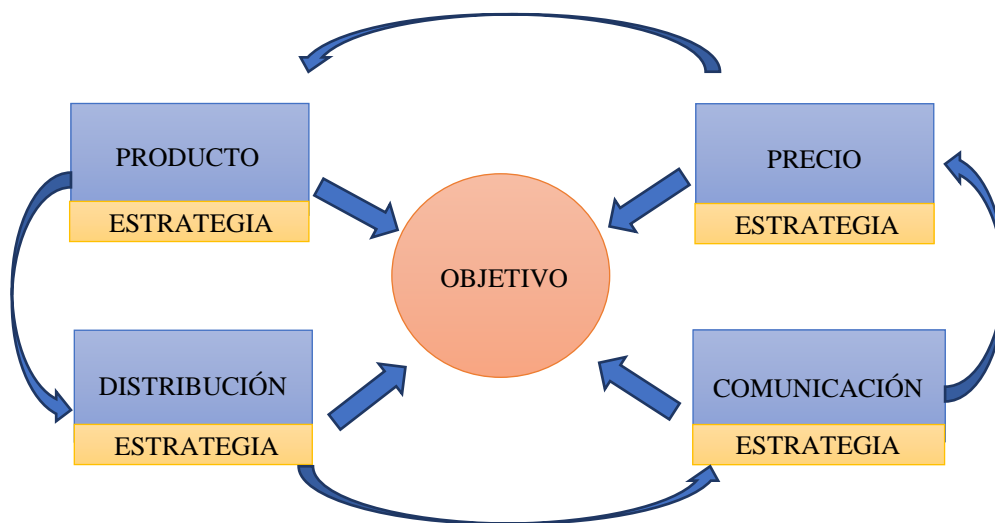 PRODUCTO
ESTRATEGIA
PRECIO
ESTRATEGIA
OBJETIVO
DISTRIBUCIÓN
ESTRATEGIA
COMUNICACIÓN
ESTRATEGIA